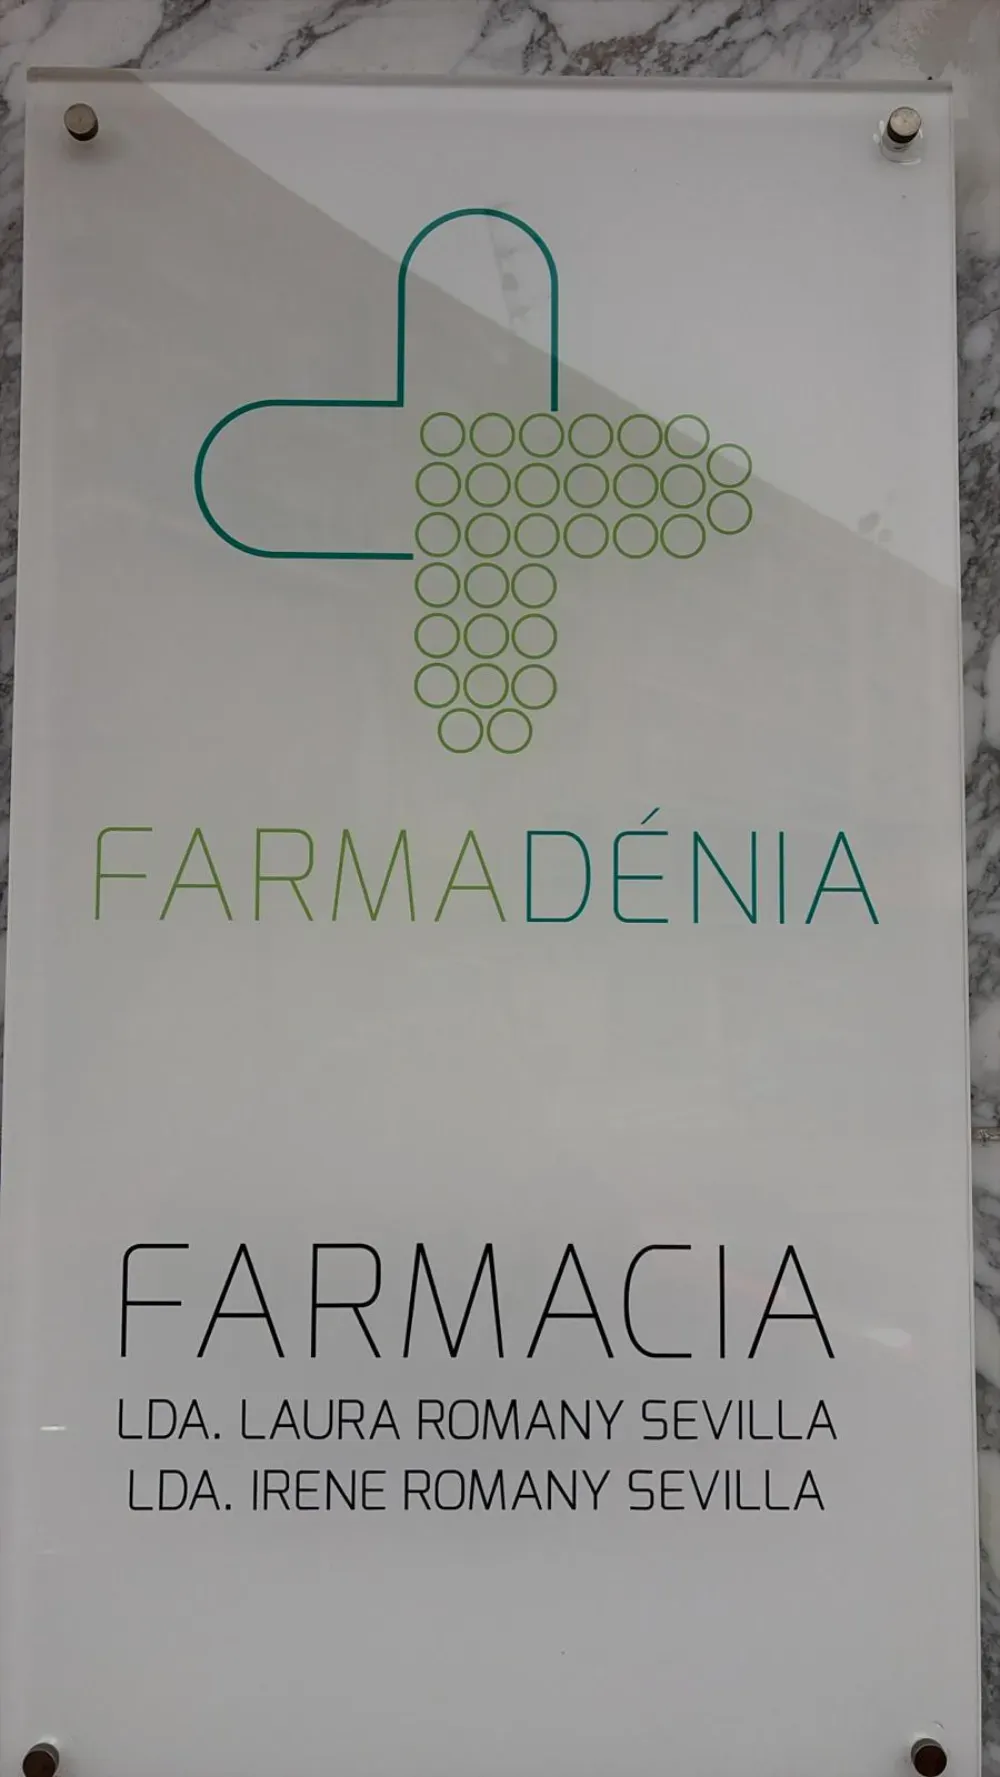 FARMADÉNIA
FARMACIA
LDA. LAURA ROMANY SEVILLA
LDA. IRENE ROMANY SEVILLA